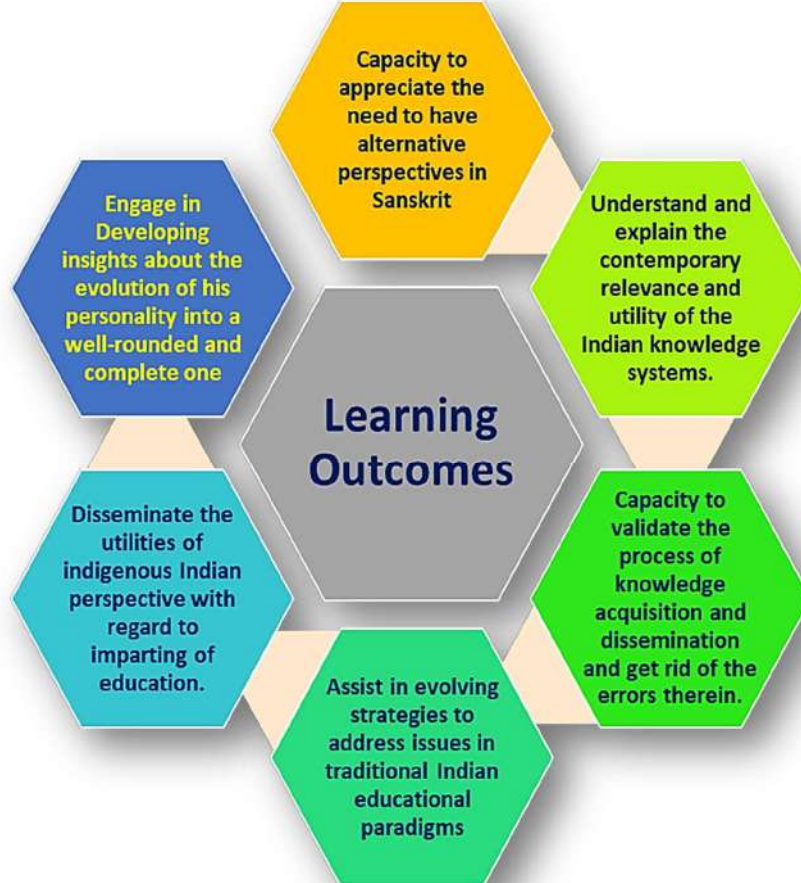 Capacity to
appreciate the
need to have
alternative
perspectives in
Sanskrit
Understand and
explain the
contemporary
relevance and
utility of the
Indian knowledge
systems.
Capacity to
validate the
process of
knowledge
acquisition and
dissemination
and get rid of the
errors therein.
Assist in evolving
strategies to
address issues in
traditional Indian
educational
paradigms
Disseminate the
utilities of
indigenous Indian
perspective with
regard to
imparting of
education.
Engage in
Developing
insights about the
evolution of his
personality into a
well-rounded and
complete one
Learning
Outcomes